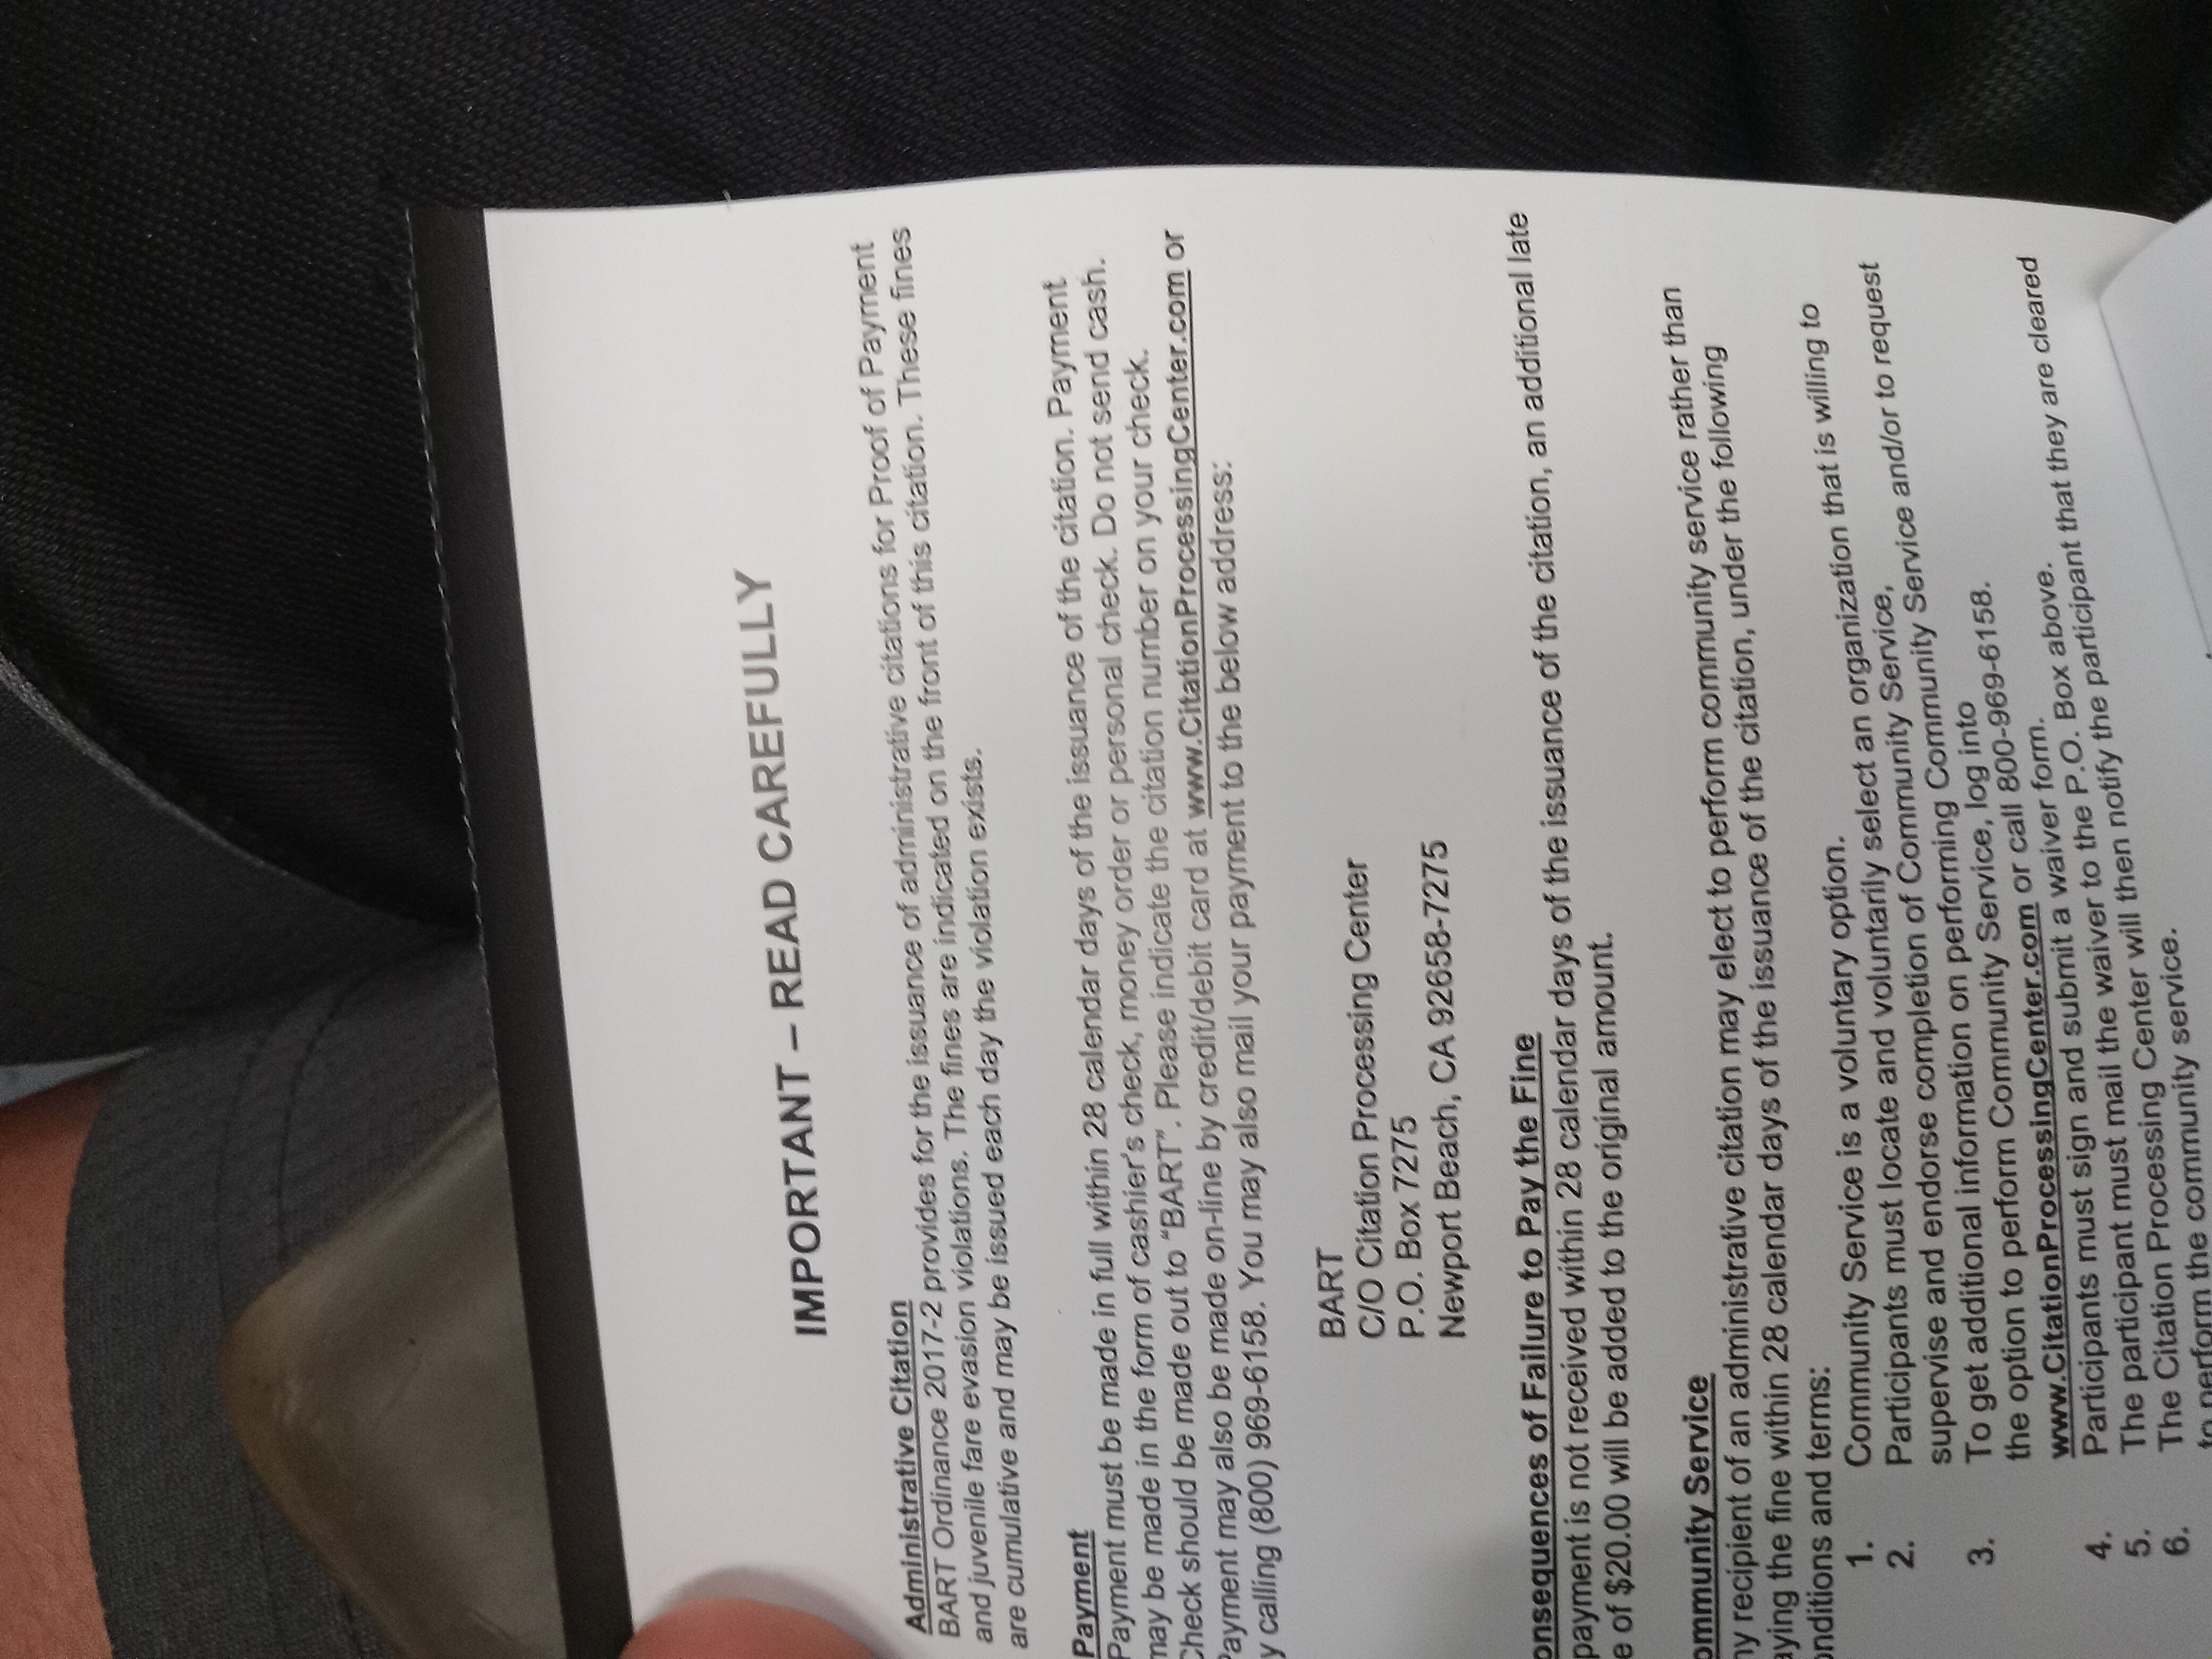 IMPORTANT – READ CAREFULLY
Administrative Citation
BART Ordinance 2017-2 provides for the issuance of administrative citations for Proof of Payment
and juvenile fare evasion violations. The fines are indicated on the front of this citation. These fines
are cumulative and may be issued each day the violation exists.
Payment
Payment must be made in full within 28 calendar days of the issuance of the citation. Payment
may be made in the form of cashier's check, money order or personal check. Do not send cash.
Check should be made out to "BART". Please indicate the citation number on your check.
Payment may also be made on-line by credit/debit card at www.CitationProcessingCenter.com or
y calling (800) 969-6158. You may also mail your payment to the below address:
BART
C/O Citation Processing Center
P.O. Box 7275
Newport Beach, CA 92658-7275
onsequences of Failure to Pay the Fine
payment is not received within 28 calendar days of the issuance of the citation, an additional late
e of $20.00 will be added to the original amount.
ommunity Service
ny recipient of an administrative citation may elect to perform community service rather than
aying the fine within 28 calendar days of the issuance of the citation, under the following
onditions and terms:
1. Community Service is a voluntary option.
2. Participants must locate and voluntarily select an organization that is willing to
supervise and endorse completion of Community Service,
3. To get additional information on performing Community Service and/or to request
the option to perform Community Service, log into
www.CitationProcessingCenter.com or call 800-969-6158.
4. Participants must sign and submit a waiver form.
5. The participant must mail the waiver to the P.O. Box above.
6. The Citation Processing Center will then notify the participant that they are cleared
to perform the community service.